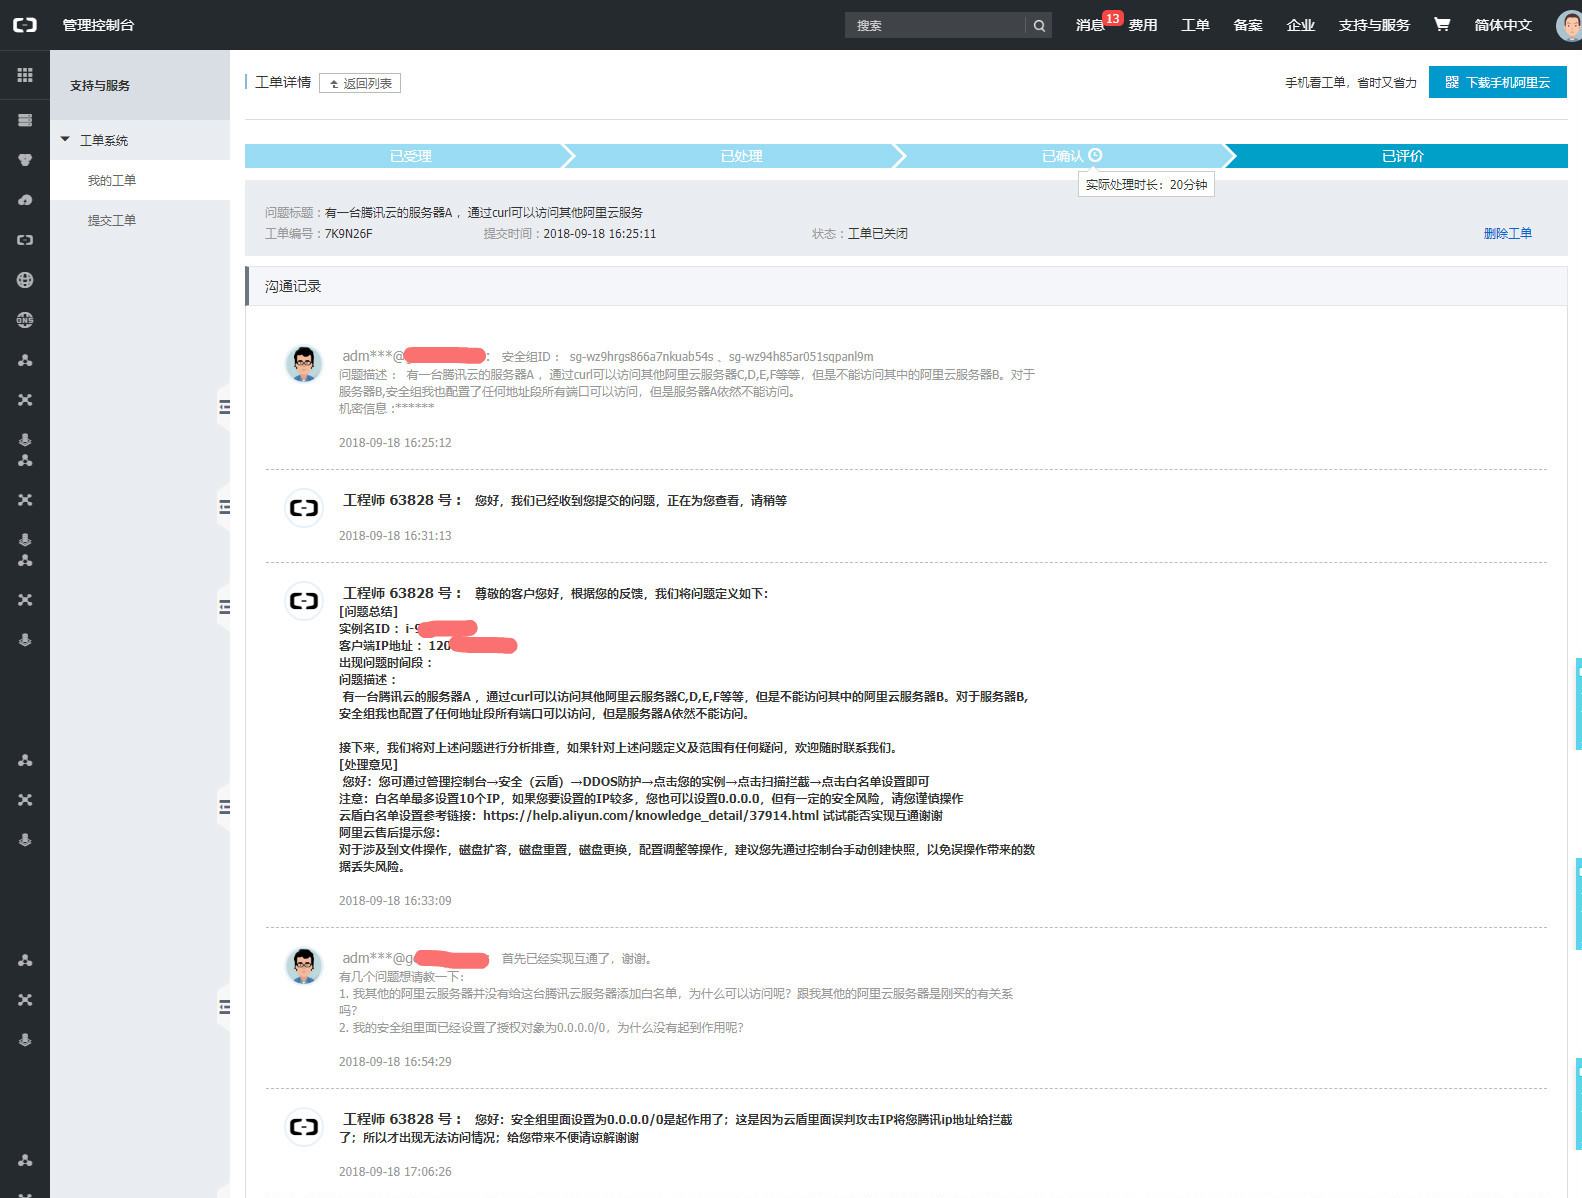 管理控制台
搜索
消息 13 费用 工单 备案 企业 支持与服务 简体中文
支持与服务
工单系统
我的工单
提交工单
DNS
工单详情 返回列表
手机看工单，省时又省力 下载手机阿里云
已受理 已处理 已确认 已评价
实际处理时长：20分钟
问题标题：有一台腾讯云的服务器A ，通过curl可以访问其他阿里云服务
工单编号：7K9N26F 提交时间：2018-09-18 16:25:11 状态：工单已关闭 删除工单
沟通记录
adm***@ ： 安全组ID ： sg-wz9hrgs866a7nkuab54s 、sg-wz94h85ar051sqpanl9m
问题描述 ： 有一台腾讯云的服务器A ，通过curl可以访问其他阿里云服务器C,D,E,F等等，但是不能访问其中的阿里云服务器B。对于
服务器B,安全组我也配置了任何地址段所有端口可以访问，但是服务器A依然不能访问。
机密信息 :******
2018-09-18 16:25:12
工程师 63828 号 ： 您好，我们已经收到您提交的问题，正在为您查看，请稍等
2018-09-18 16:31:13
工程师 63828 号 ： 尊敬的客户您好，根据您的反馈，我们将问题定义如下：
[问题总结]
实例名ID ：i-9
客户端IP地址 ：120
出现问题时间段 ：
问题描述 ：
有一台腾讯云的服务器A ，通过curl可以访问其他阿里云服务器C,D,E,F等等，但是不能访问其中的阿里云服务器B。对于服务器B,
安全组我也配置了任何地址段所有端口可以访问，但是服务器A依然不能访问。
接下来，我们将对上述问题进行分析排查，如果针对上述问题定义及范围有任何疑问，欢迎随时联系我们。
[处理意见]
您好：您可通过管理控制台→安全（云盾）→DDOS防护→点击您的实例→点击扫描拦截→点击白名单设置即可
注意：白名单最多设置10个IP，如果您要设置的IP较多，您也可以设置0.0.0.0，但有一定的安全风险，请您谨慎操作
云盾白名单设置参考链接：https://help.aliyun.com/knowledge_detail/37914.html 试试能否实现互通谢谢
阿里云售后提示您：
对于涉及到文件操作，磁盘扩容，磁盘重置，磁盘更换，配置调整等操作，建议您先通过控制台手动创建快照，以免误操作带来的数
据丢失风险。
2018-09-18 16:33:09
adm***@g 首先已经实现互通了，谢谢。
有几个问题想请教一下：
1. 我其他的阿里云服务器并没有给这台腾讯云服务器添加白名单，为什么可以访问呢？跟我其他的阿里云服务器是刚买的有关系
吗？
2. 我的安全组里面已经设置了授权对象为0.0.0.0/0，为什么没有起到作用呢？
2018-09-18 16:54:29
工程师 63828 号 ： 您好：安全组里面设置为0.0.0.0/0是起作用了；这是因为云盾里面误判攻击IP将您腾讯ip地址给拦截
了；所以才出现无法访问情况；给您带来不便请谅解谢谢
2018-09-18 17:06:26